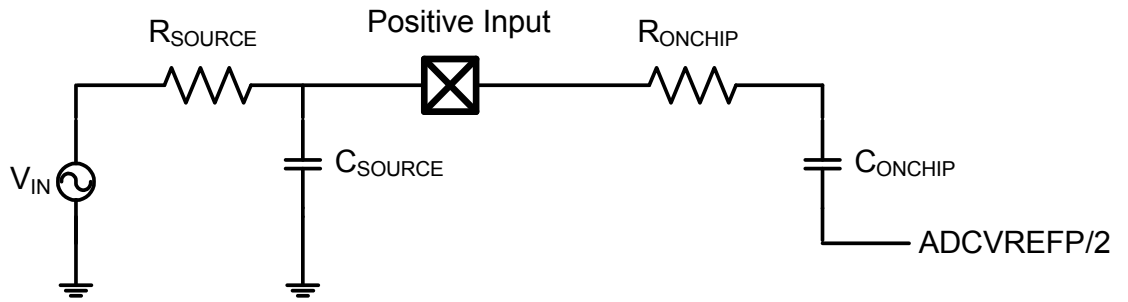 Positive Input
RSOURCE
RONCHIP
VIN
CSOURCE
CONCHIP
ADCVREFP/2